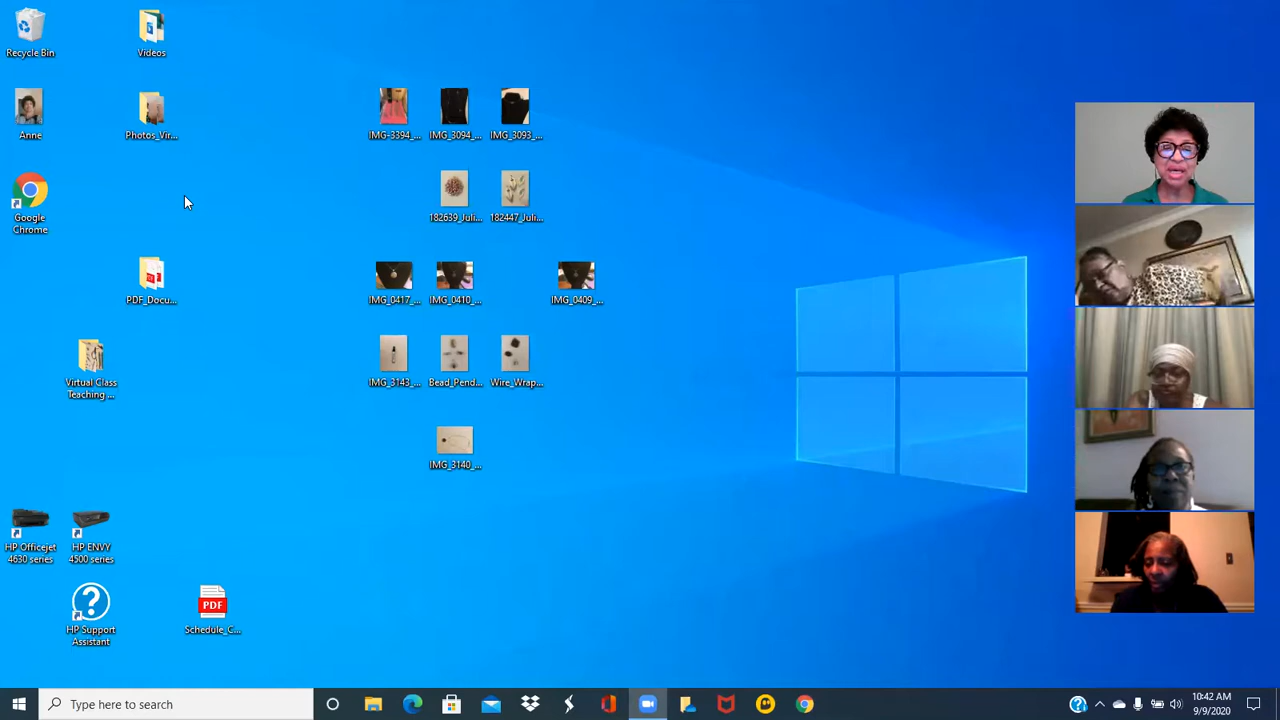 Recycle Bin
Videos
Anne
Photos_Vir...
IMG-3394_...
IMG_3094_...
IMG_3093_...
Google
Chrome
182639_Juli...
182447_Juli...
PDF_Docu...
IMG_0417_...
IMG_0410_...
IMG_0409_...
Virtual Class
Teaching ...
IMG_3143_...
Bead_Pend...
Wire_Wrap...
IMG_3140_...
HP Officejet
4630 series
HP ENVY
4500 series
HP Support
Assistant
PDF
Schedule_C...
Type here to search
10:42 AM
9/9/2020